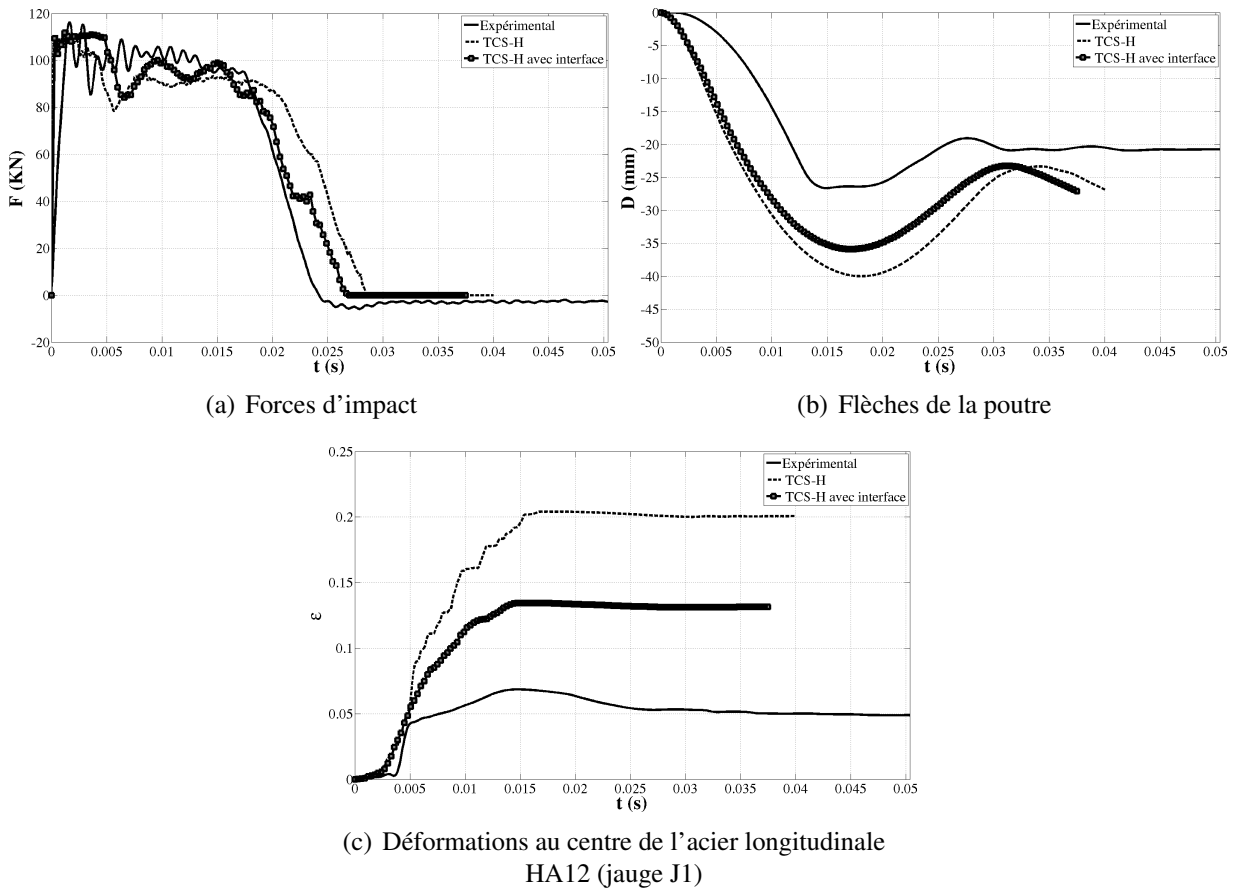 120
100
80
60
40
20
0
-20
F (KN)
0 0.005 0.01 0.015 0.02 0.025 0.03 0.035 0.04 0.045 0.05
t (s)
Expérimental
TCS-H
TCS-H avec interface
(a) Forces d'impact
0
-5
-10
-15
-20
-25
-30
-35
-40
-45
-50
D (mm)
0 0.005 0.01 0.015 0.02 0.025 0.03 0.035 0.04 0.045 0.05
t (s)
Expérimental
TCS-H
TCS-H avec interface
(b) Flèches de la poutre
0.25
0.2
0.15
0.1
0.05
0
ε
0 0.005 0.01 0.015 0.02 0.025 0.03 0.035 0.04 0.045 0.05
t (s)
Expérimental
TCS-H
TCS-H avec interface
(c) Déformations au centre de l'acier longitudinale
HA12 (jauge J1)